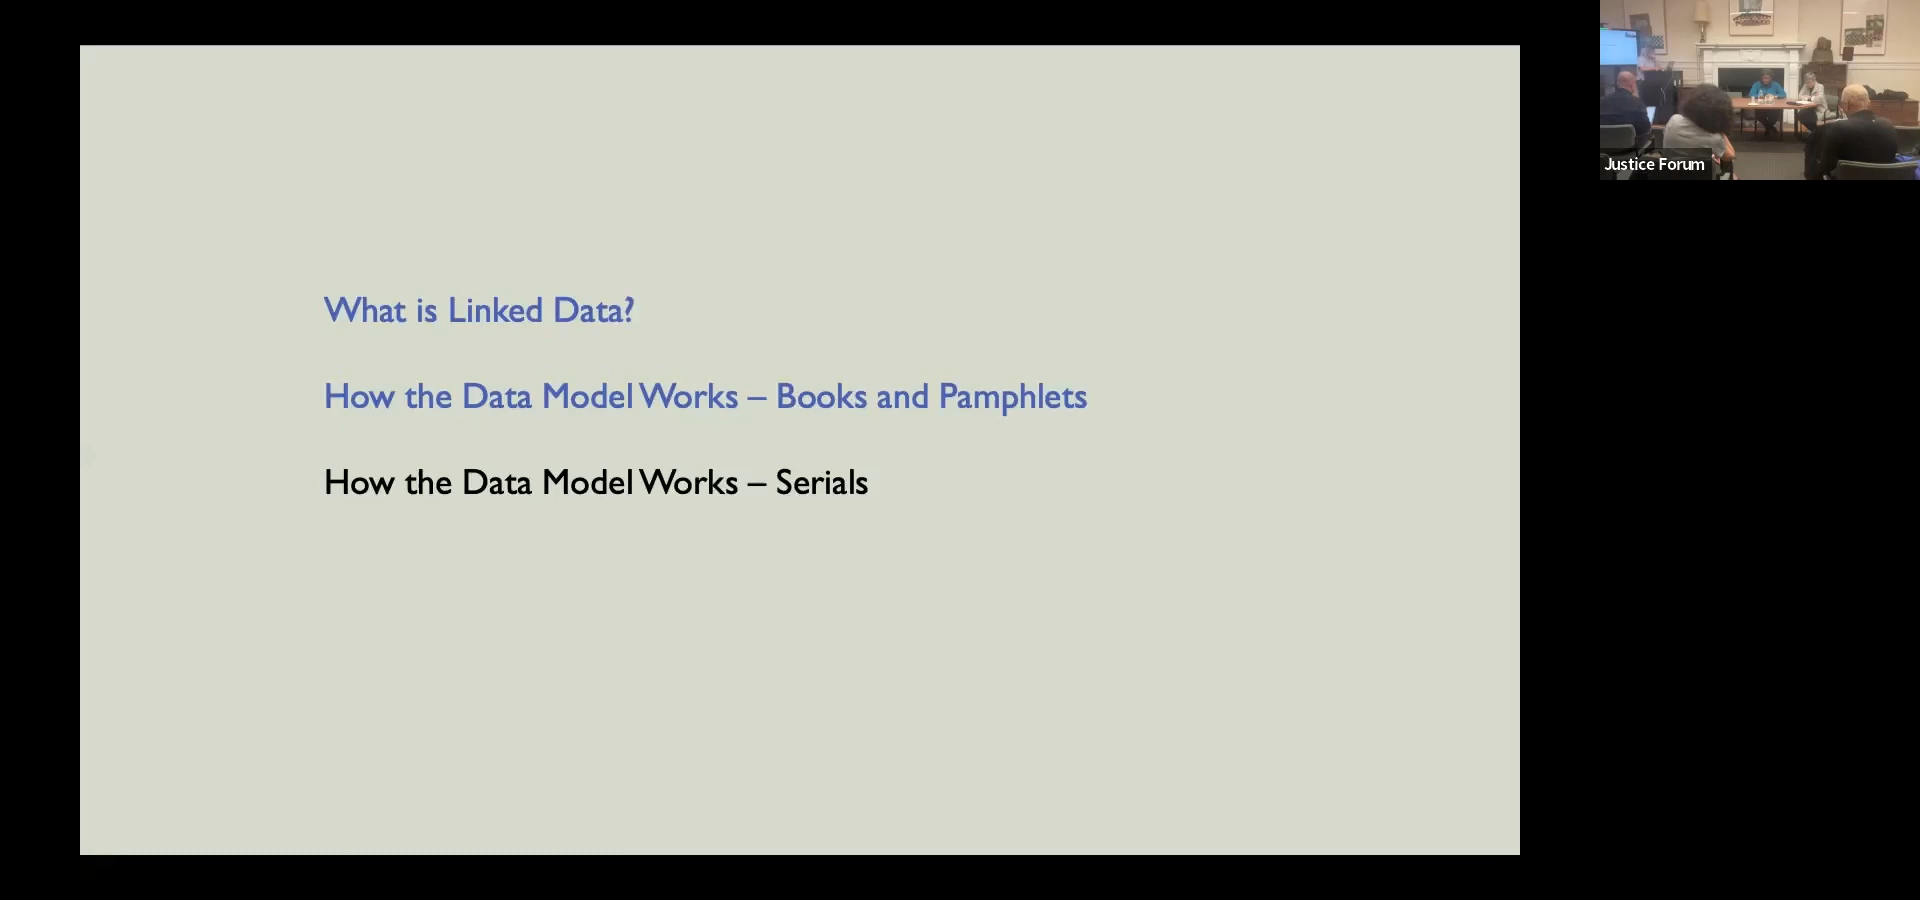 What is Linked Data?
How the Data Model Works – Books and Pamphlets
How the Data Model Works – Serials
Justice Forum